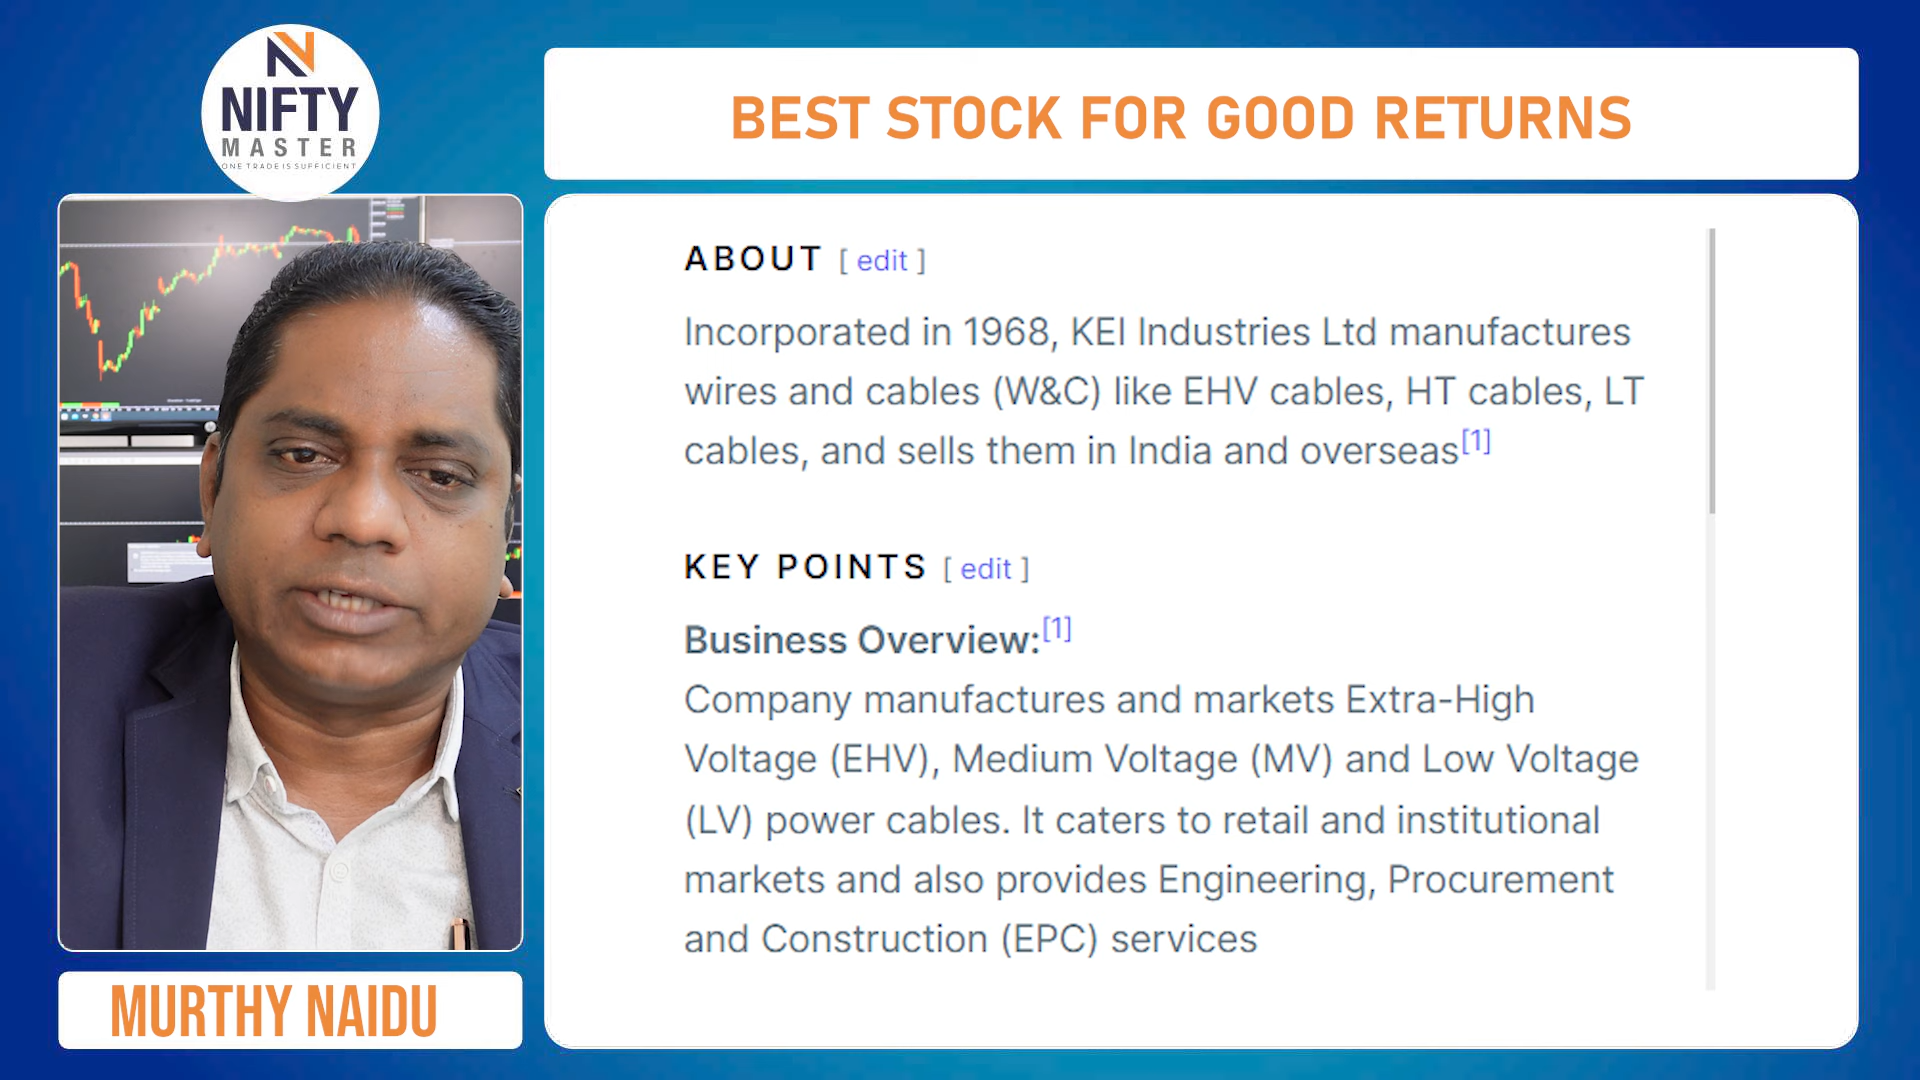 NIFTY
MASTER
ONE TRADE IS SUFFICIENT
BEST STOCK FOR GOOD RETURNS
ABOUT [ edit ]
Incorporated in 1968, KEI Industries Ltd manufactures
wires and cables (W&C) like EHV cables, HT cables, LT
cables, and sells them in India and overseas[1]
KEY POINTS [ edit ]
Business Overview:[1]
Company manufactures and markets Extra-High
Voltage (EHV), Medium Voltage (MV) and Low Voltage
(LV) power cables. It caters to retail and institutional
markets and also provides Engineering, Procurement
and Construction (EPC) services
MURTHY NAIDU